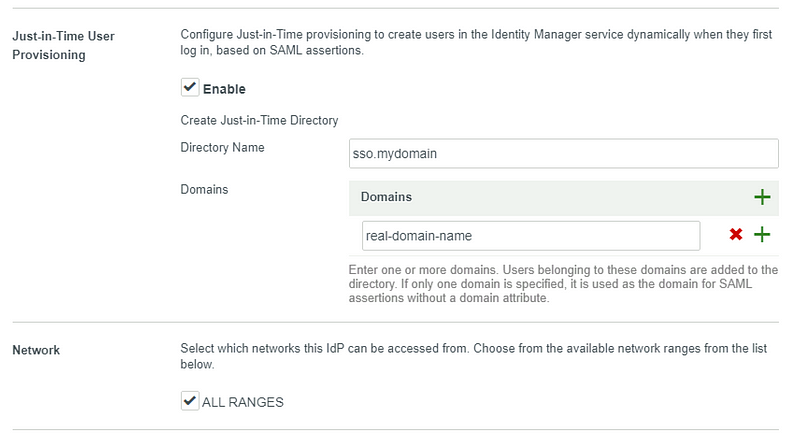 Just-in-Time User
Provisioning
Configure Just-in-Time provisioning to create users in the Identity Manager service dynamically when they first
log in, based on SAML assertions.
Enable
Create Just-in-Time Directory
Directory Name
sso.mydomain
Domains
Domains
real-domain-name
Enter one or more domains. Users belonging to these domains are added to the
directory. If only one domain is specified, it is used as the domain for SAML
assertions without a domain attribute.
Network
Select which networks this IdP can be accessed from. Choose from the available network ranges from the list
below.
ALL RANGES